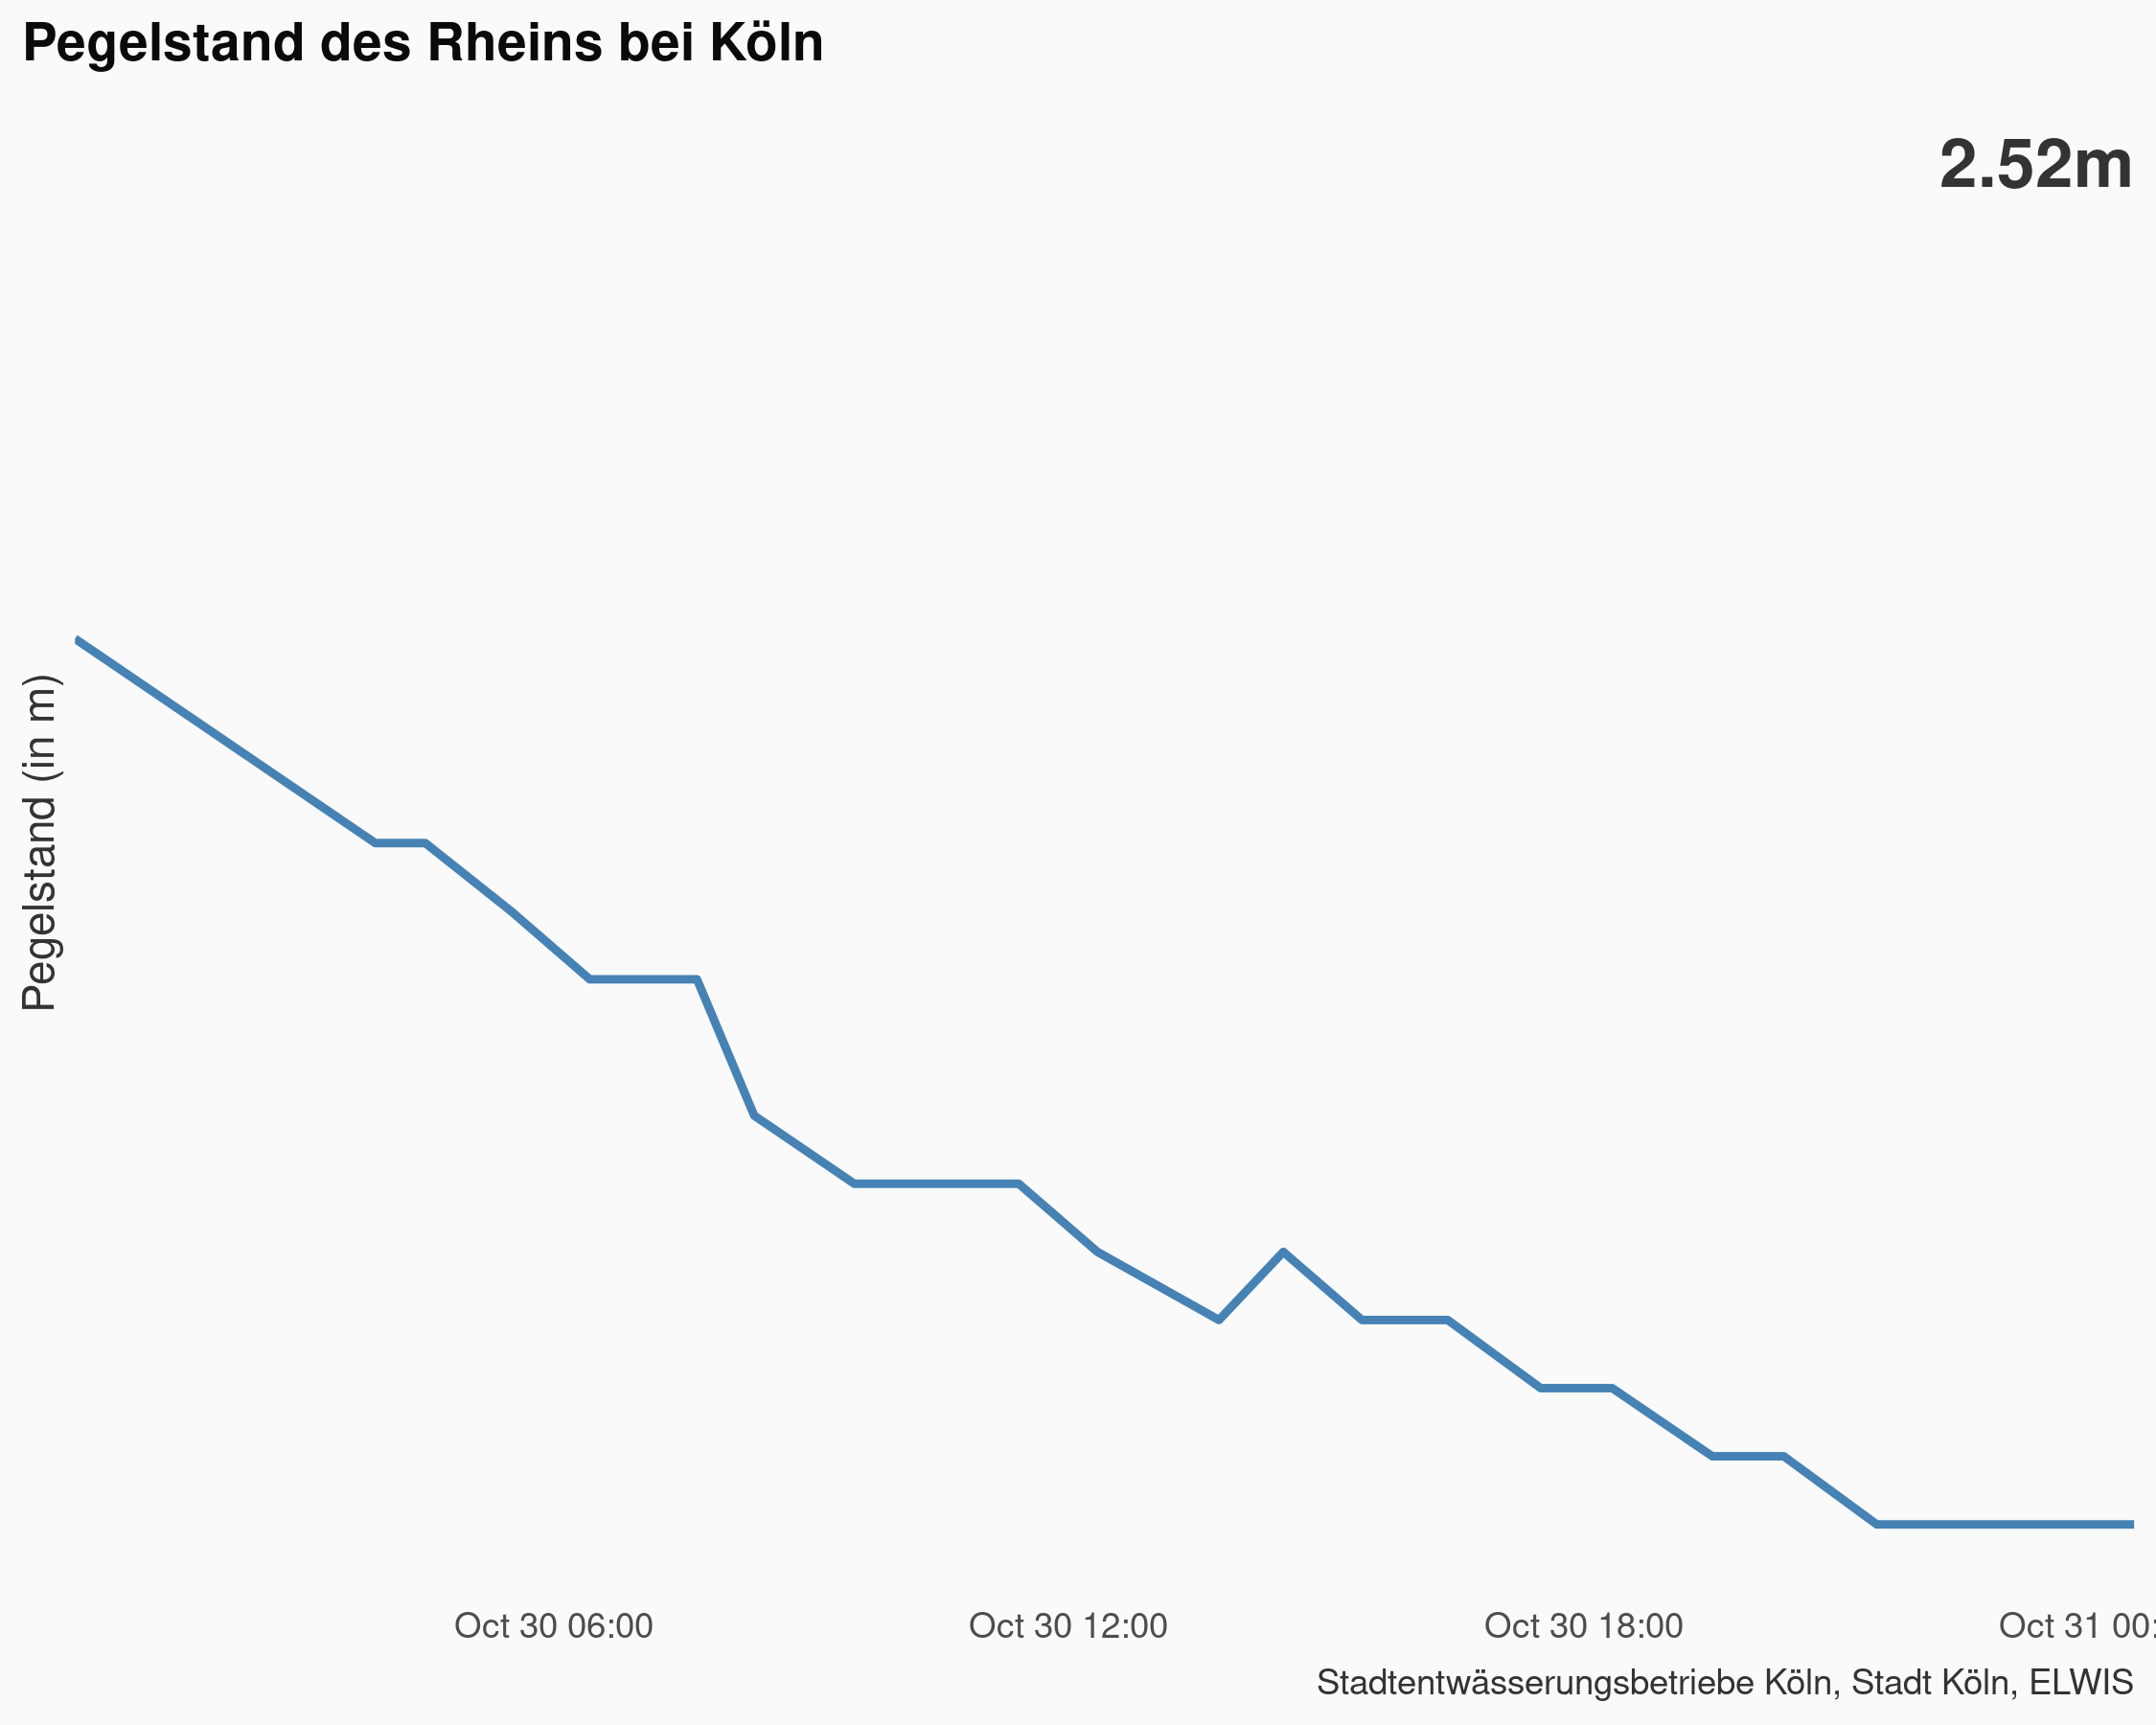 Pegelstand des Rheins bei Köln
2.52m
Pegelstand (in m)
Oct 30 06:00
Oct 30 12:00
Oct 30 18:00
Oct 31 00:
Stadtentwässerungsbetriebe Köln, Stadt Köln, ELWIS